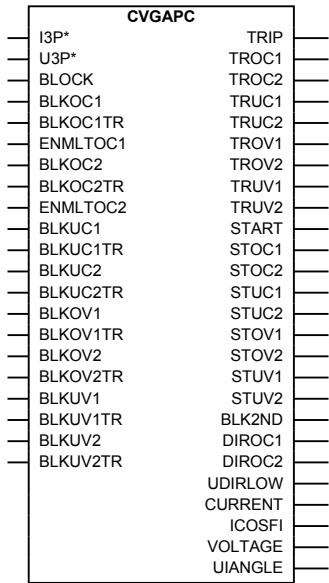 CVGAPC
I3P* TRIP
U3P* TROC1
BLOCK TROC2
BLKOC1 TRUC1
BLKOC1TR TRUC2
ENMLTOC1 TROV1
BLKOC2 TROV2
BLKOC2TR TRUV1
ENMLTOC2 TRUV2
BLKUC1 START
BLKUC1TR STOC1
BLKUC2 STOC2
BLKUC2TR STUC1
BLKOV1 STUC2
BLKOV1TR STOV1
BLKOV2 STOV2
BLKOV2TR STUV1
BLKUV1 STUV2
BLKUV1TR BLK2ND
BLKUV2 DIROC1
BLKUV2TR DIROC2
UDIRLOW
CURRENT
ICOSFI
VOLTAGE
UIANGLE